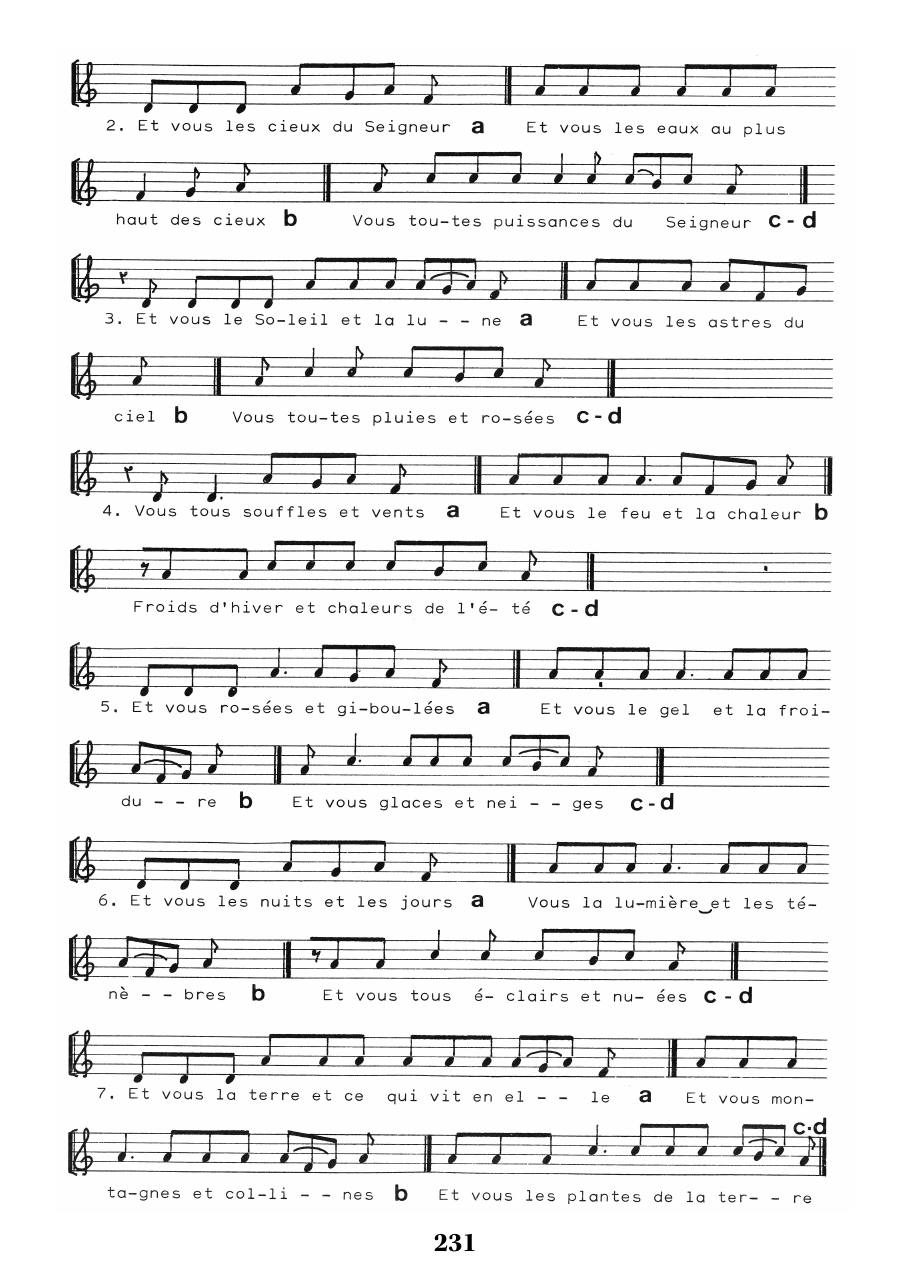 2. Et vous les cieux du Seigneur a Et vous les eaux au plus
haut des cieux b Vous tou-tes puissances du Seigneur c - d
3. Et vous le So-leil et la lu - - ne a Et vous les astres du
ciel b Vous tou-tes pluies et ro-sées c - d
4. Vous tous souffles et vents a Et vous le feu et la chaleur b
Froids d'hiver et chaleurs de l'é- té c - d
5. Et vous ro-sées et gi-bou-lées a Et vous le gel et la froi-
du - - re b Et vous glaces et nei - - ges c - d
6. Et vous les nuits et les jours a Vous la lu-mière‿et les té-
nè - - bres b Et vous tous é- clairs et nu- ées c - d
7. Et vous la terre et ce qui vit en el - - le a Et vous mon-
c·d
ta-gnes et col-li - - nes b Et vous les plantes de la ter- - re
231